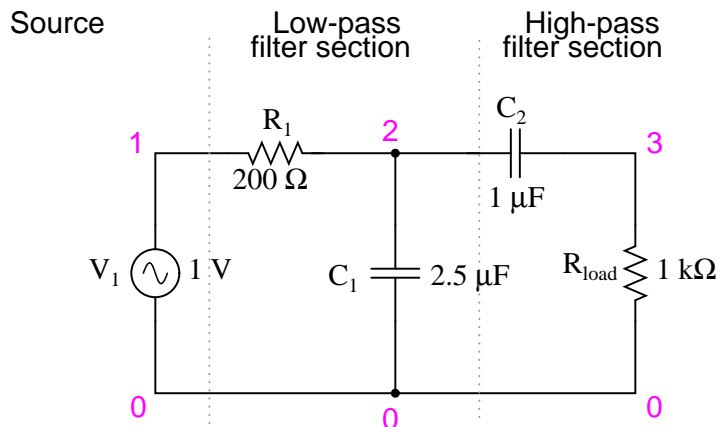 Source
Low-pass
filter section
High-pass
filter section
1
R1
200 Ω
2
C2
1 μF
3
V1
1 V
C1
2.5 μF
Rload
1 kΩ
0
0
0